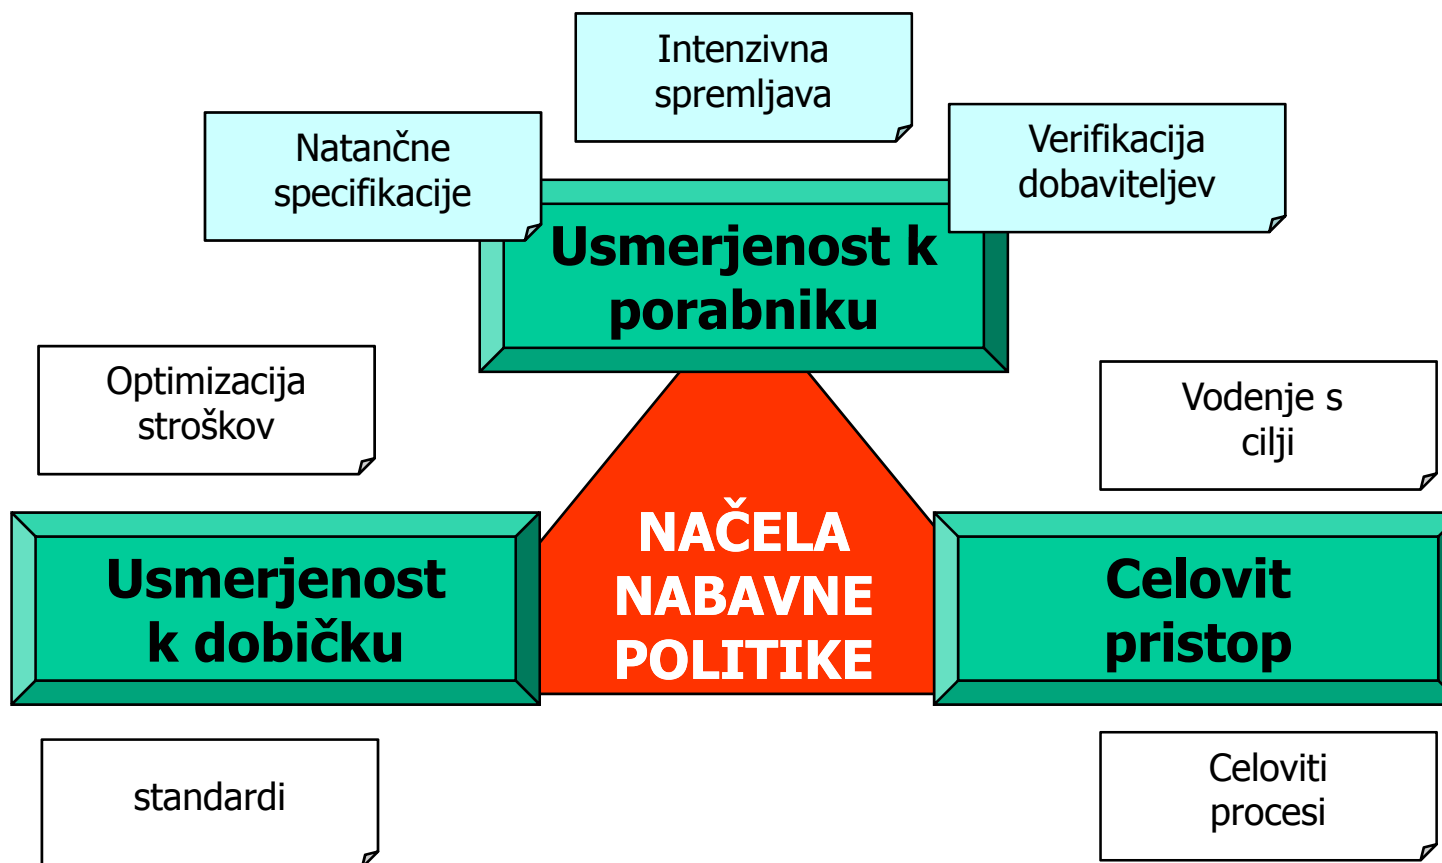 Intenzivna
spremljava
Natančne
specifikacije
Verifikacija
dobaviteljev
Usmerjenost k
porabniku
Optimizacija
stroškov
Vodenje s
cilji
NAČELA
NABAVNE
POLITIKE
Usmerjenost
k dobičku
Celovit
pristop
standardi
Celoviti
procesi